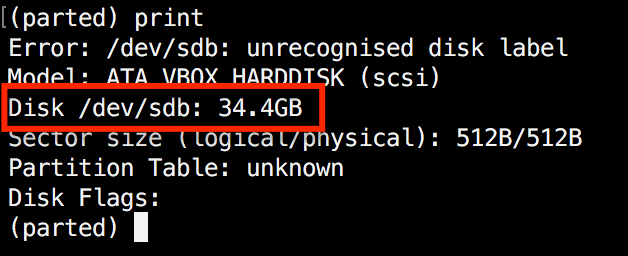 (parted) print
Error: /dev/sdb: unrecognised disk label
Model: ATA VBOX HARDDISK (scsi)
Disk /dev/sdb: 34.4GB
Sector size (logical/physical): 512B/512B
Partition Table: unknown
Disk Flags:
(parted)